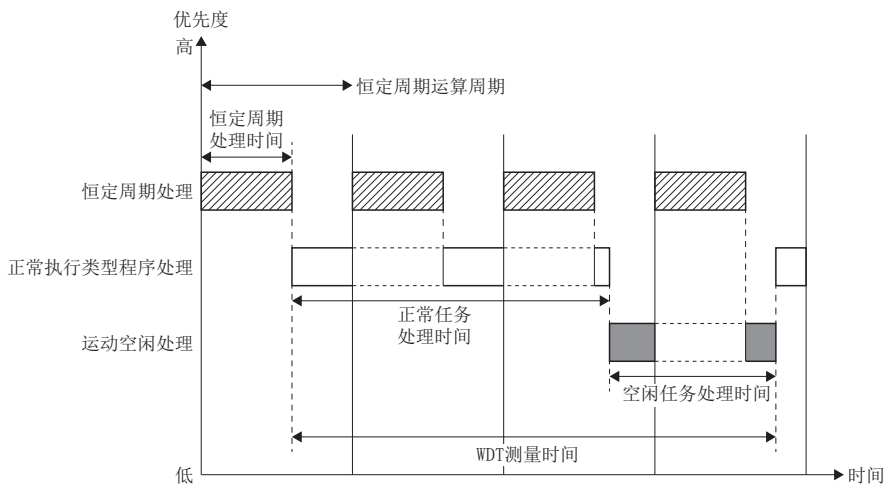 优先度
高
恒定周期运算周期
恒定周期
处理时间
恒定周期处理
正常执行类型程序处理
正常任务
处理时间
运动空闲处理
空闲任务处理时间
WDT测量时间
低
时间